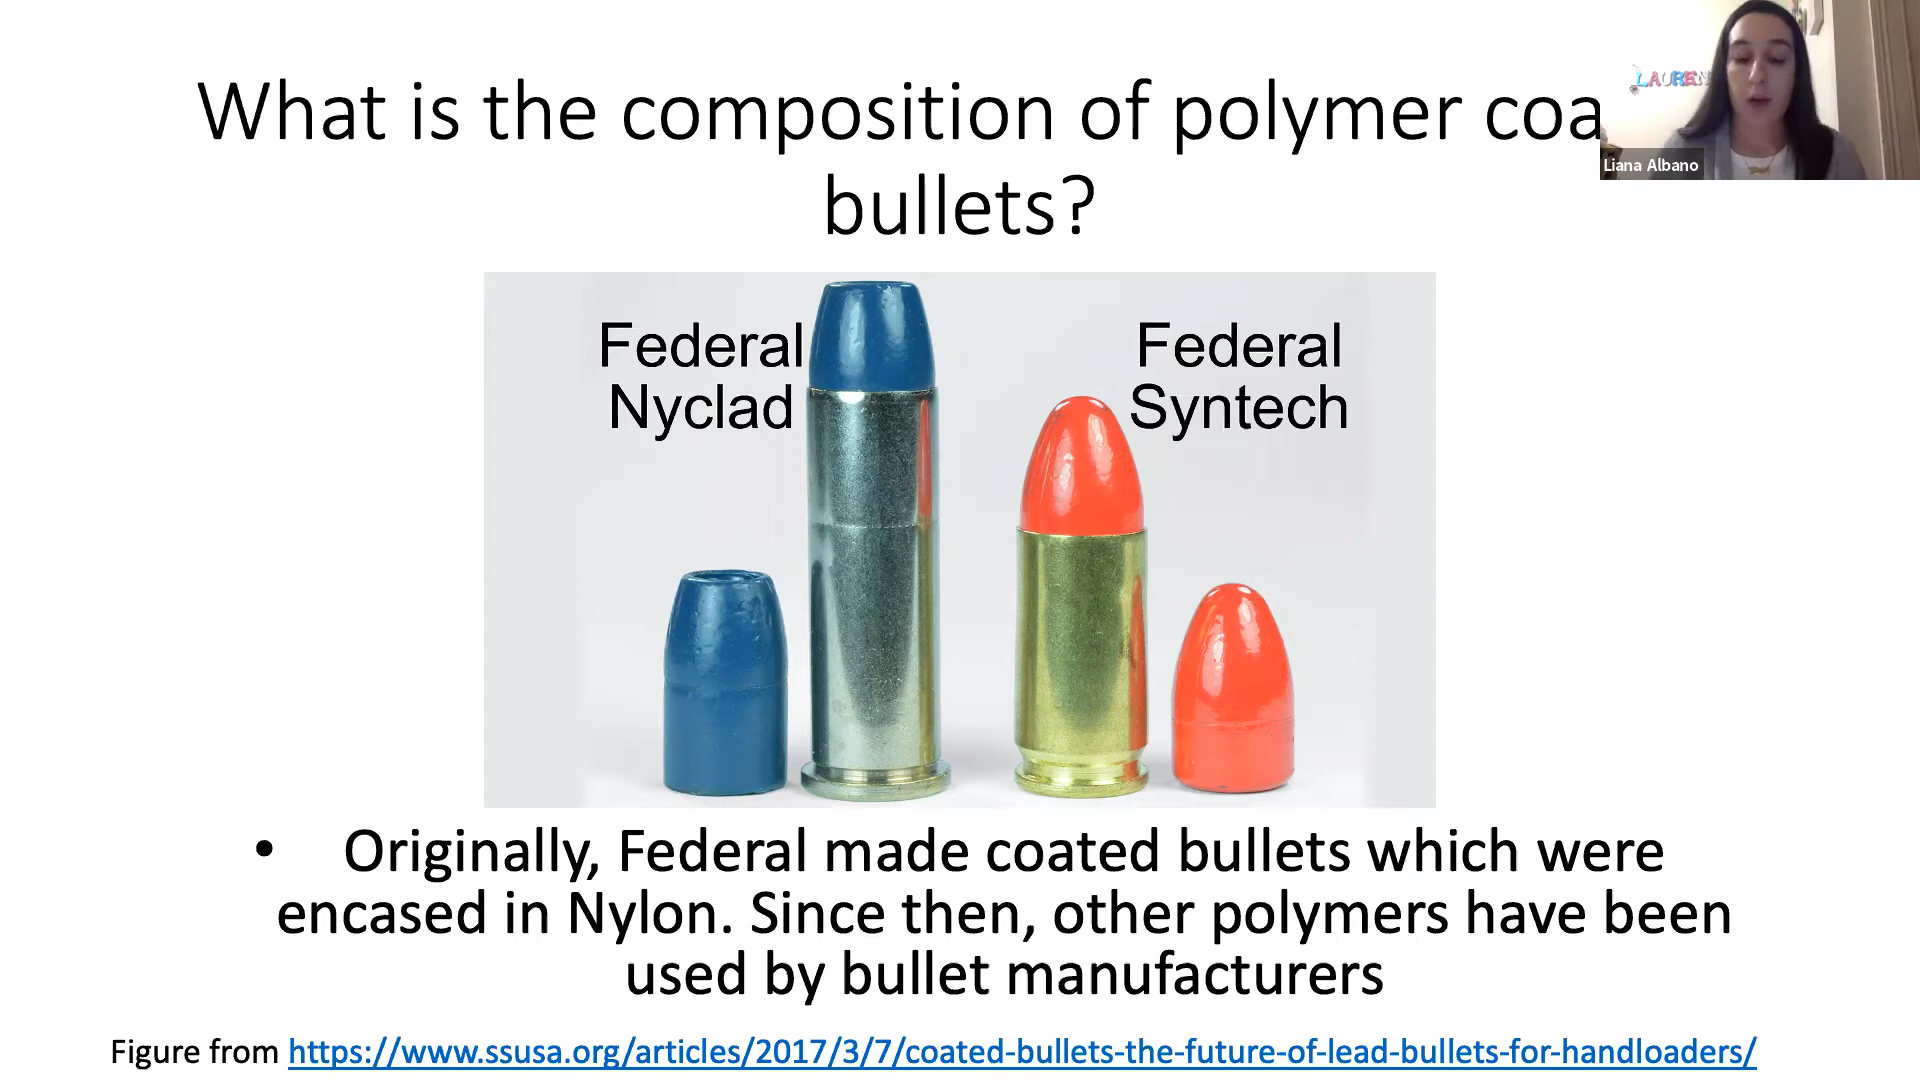 What is the composition of polymer coa
bullets?
LAUREN
Liana Albano
Federal
Nyclad
Federal
Syntech
• Originally, Federal made coated bullets which were
encased in Nylon. Since then, other polymers have been
used by bullet manufacturers
Figure from https://www.ssusa.org/articles/2017/3/7/coated-bullets-the-future-of-lead-bullets-for-handloaders/